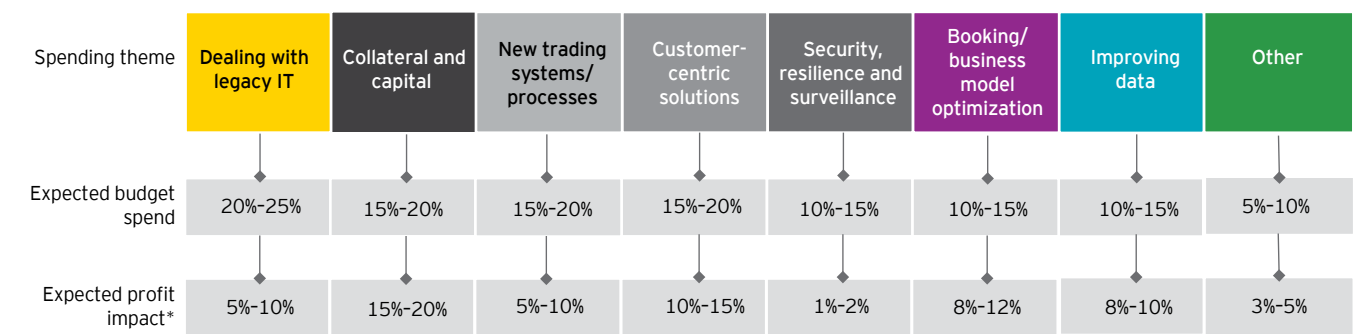 Spending theme
Dealing with
legacy IT
Collateral and
capital
New trading
systems/
processes
Customer-
centric
solutions
Security,
resilience and
surveillance
Booking/
business
model
optimization
Improving
data
Other
Expected budget
spend
20%–25%
15%–20%
15%–20%
15%–20%
10%–15%
10%–15%
10%–15%
5%–10%
Expected profit
impact*
5%–10%
15%–20%
5%–10%
10%–15%
1%–2%
8%–12%
8%–10%
3%–5%